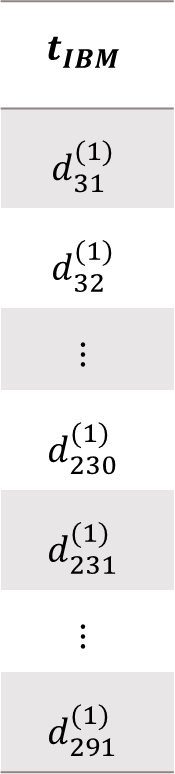 t_IBM
d_31^(1)
d_32^(1)
⋮
d_230^(1)
d_231^(1)
⋮
d_291^(1)